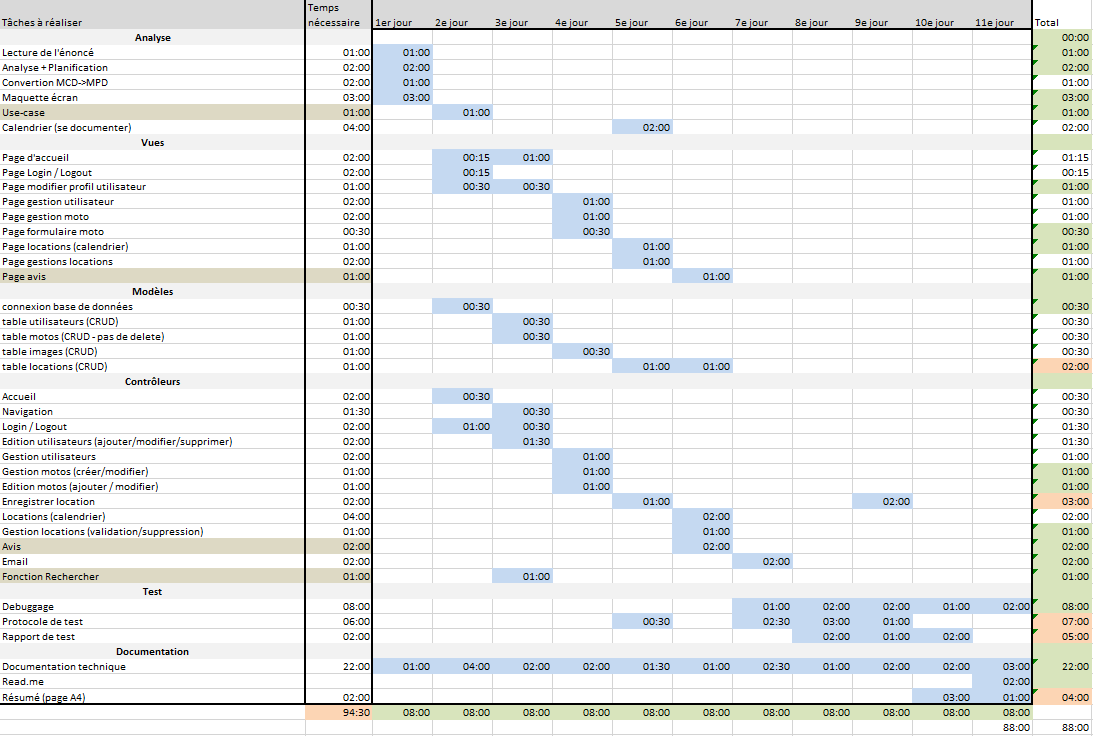 Temps
Tâches à réaliser nécessaire 1er jour 2e jour 3e jour 4e jour 5e jour 6e jour 7e jour 8e jour 9e jour 10e jour 11e jour Total
Analyse 00:00
Lecture de l'énoncé 01:00 01:00 01:00
Analyse + Planification 02:00 02:00 02:00
Convertion MCD->MPD 02:00 01:00 01:00
Maquette écran 03:00 03:00 03:00
Use-case 01:00 01:00 01:00
Calendrier (se documenter) 04:00 02:00 02:00
Vues
Page d'accueil 02:00 00:15 01:00 01:15
Page Login / Logout 02:00 00:15 00:15
Page modifier profil utilisateur 01:00 00:30 00:30 01:00
Page gestion utilisateur 02:00 01:00 01:00
Page gestion moto 02:00 01:00 01:00
Page formulaire moto 00:30 00:30 00:30
Page locations (calendrier) 01:00 01:00 01:00
Page gestions locations 02:00 01:00 01:00
Page avis 01:00 01:00 01:00
Modèles
connexion base de données 00:30 00:30 00:30
table utilisateurs (CRUD) 01:00 00:30 00:30
table motos (CRUD - pas de delete) 01:00 00:30 00:30
table images (CRUD) 01:00 00:30 00:30
table locations (CRUD) 01:00 01:00 01:00 02:00
Contrôleurs
Accueil 02:00 00:30 00:30
Navigation 01:30 00:30 00:30
Login / Logout 02:00 01:00 00:30 01:30
Edition utilisateurs (ajouter/modifier/supprimer) 02:00 01:30 01:30
Gestion utilisateurs 02:00 01:00 01:00
Gestion motos (créer/modifier) 01:00 01:00 01:00
Edition motos (ajouter / modifier) 01:00 01:00 01:00
Enregistrer location 02:00 01:00 02:00 03:00
Locations (calendrier) 04:00 02:00 02:00
Gestion locations (validation/suppression) 01:00 01:00 01:00
Avis 02:00 02:00 02:00
Email 02:00 02:00 02:00
Fonction Rechercher 01:00 01:00 01:00
Test
Debuggage 08:00 01:00 02:00 02:00 01:00 02:00 08:00
Protocole de test 06:00 00:30 02:30 03:00 01:00 07:00
Rapport de test 02:00 02:00 01:00 02:00 05:00
Documentation
Documentation technique 22:00 01:00 04:00 02:00 02:00 01:30 01:00 02:30 01:00 02:00 02:00 03:00 22:00
Read.me 02:00
Résumé (page A4) 02:00 03:00 01:00 04:00
94:30 08:00 08:00 08:00 08:00 08:00 08:00 08:00 08:00 08:00 08:00 08:00
88:00 88:00